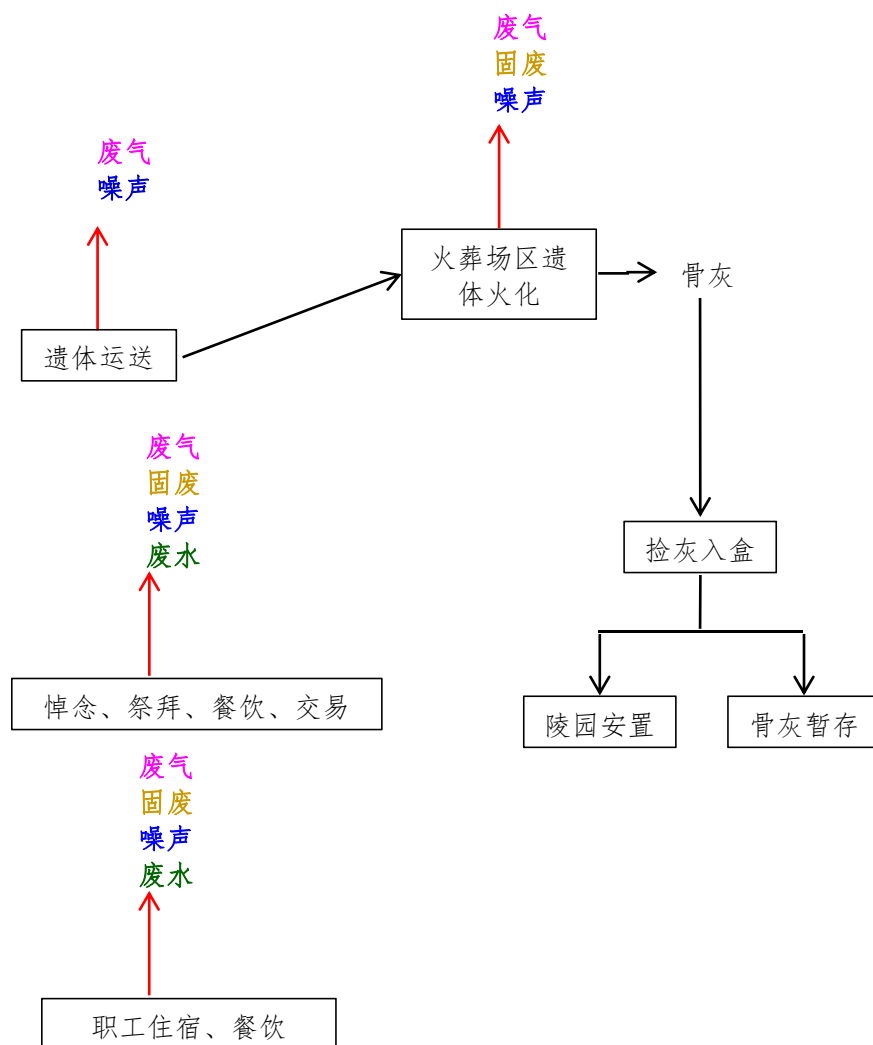 废气
固废
噪声
废气
噪声
火葬场区遗
体火化
骨灰
遗体运送
废气
固废
噪声
废水
捡灰入盒
悼念、祭拜、餐饮、交易
陵园安置
骨灰暂存
废气
固废
噪声
废水
职工住宿、餐饮